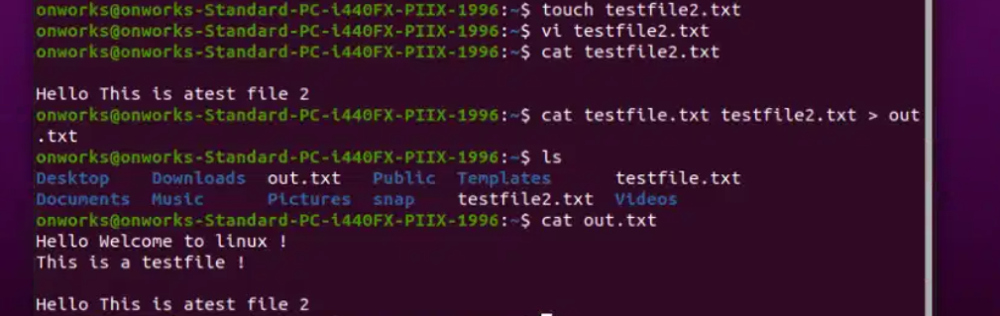 onworks@onworks-Standard-PC-i440FX-PIIX-1996:~$ touch testfile2.txt
onworks@onworks-Standard-PC-i440FX-PIIX-1996:~$ vi testfile2.txt
onworks@onworks-Standard-PC-i440FX-PIIX-1996:~$ cat testfile2.txt
Hello This is atest file 2
onworks@onworks-Standard-PC-i440FX-PIIX-1996:~$ cat testfile.txt testfile2.txt > out
.txt
onworks@onworks-Standard-PC-i440FX-PIIX-1996:~$ ls
Desktop Downloads out.txt Public Templates testfile.txt
Documents Music Pictures snap testfile2.txt Videos
onworks@onworks-Standard-PC-i440FX-PIIX-1996:~$ cat out.txt
Hello Welcome to linux !
This is a testfile !
Hello This is atest file 2